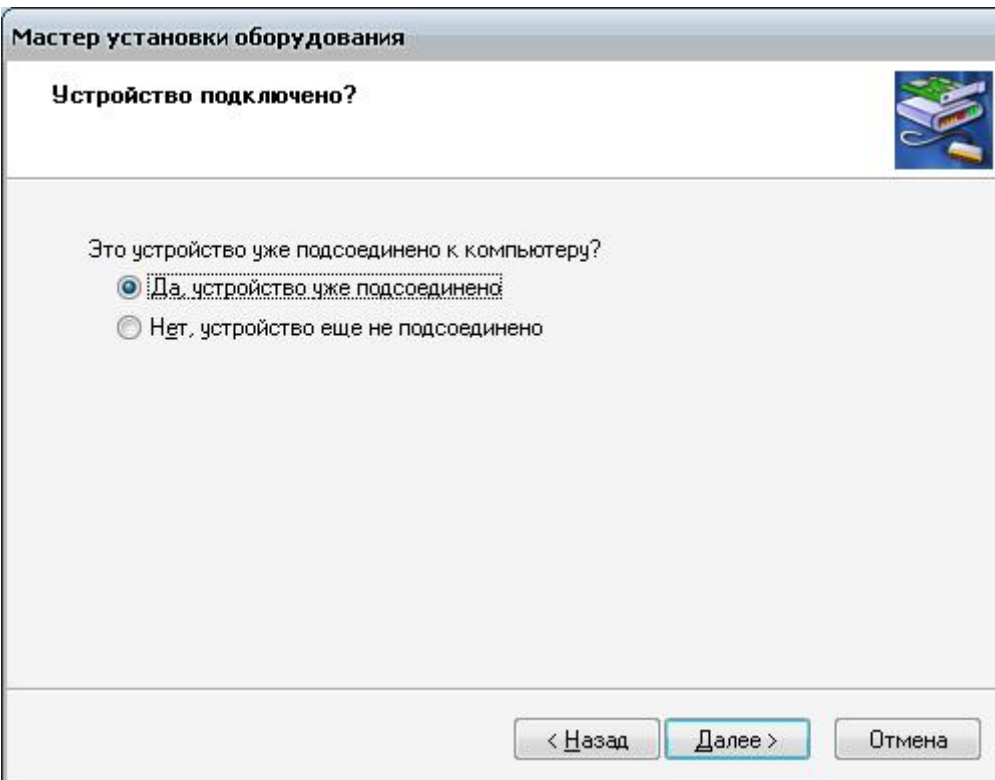 Мастер установки оборудования
Устройство подключено?
Это устройство уже подсоединено к компьютеру?
Да, устройство уже подсоединено
Нет, устройство еще не подсоединено
< Назад Далее > Отмена